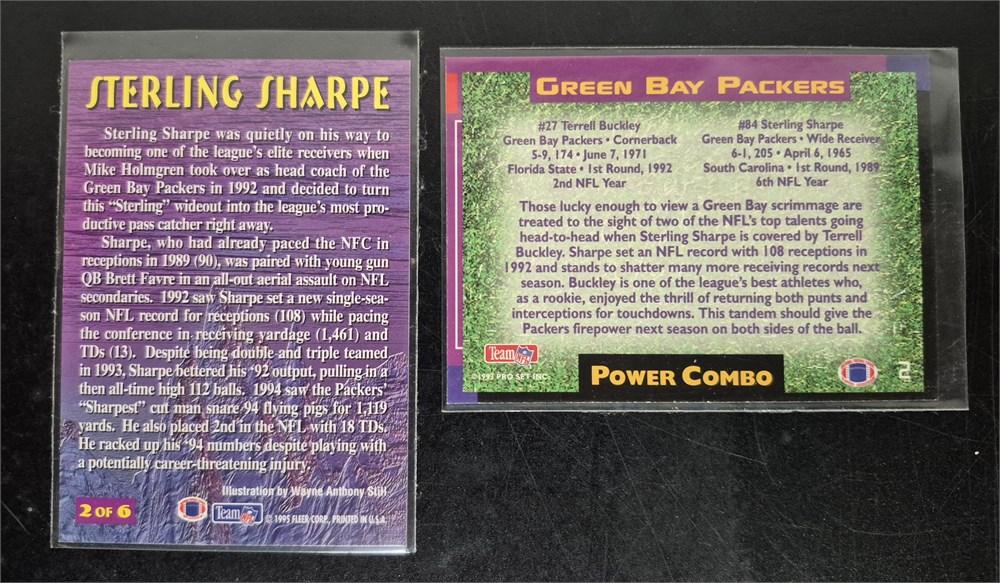 STERLING SHARPE
Sterling Sharpe was quietly on his way to
becoming one of the league's elite receivers when
Mike Holmgren took over as head coach of the
Green Bay Packers in 1992 and decided to turn
this "Sterling" wideout into the league's most pro-
ductive pass catcher right away.
Sharpe, who had already paced the NFC in
receptions in 1989 (90), was paired with young gun
QB Brett Favre in an all-out aerial assault on NFL
secondaries. 1992 saw Sharpe set a new single-sea-
son NFL record for receptions (108) while pacing
the conference in receiving yardage (1,461) and
TDs (13). Despite being double and triple teamed
in 1993, Sharpe bettered his '92 output, pulling in a
then all-time high 112 balls. 1994 saw the Packers'
"Sharpest" cut man snare 94 flying pigs for 1,119
yards. He also placed 2nd in the NFL with 18 TDs.
He racked up his '94 numbers despite playing with
a potentially career-threatening injury.
Illustration by Wayne Anthony Still
2 OF 6
Team NFL
© 1995 FLEER CORP., PRINTED IN U.S.A.
GREEN BAY PACKERS
#27 Terrell Buckley
Green Bay Packers • Cornerback
5-9, 174 • June 7, 1971
Florida State • 1st Round, 1992
2nd NFL Year
#84 Sterling Sharpe
Green Bay Packers • Wide Receiver
6-1, 205 • April 6, 1965
South Carolina • 1st Round, 1989
6th NFL Year
Those lucky enough to view a Green Bay scrimmage are
treated to the sight of two of the NFL's top talents going
head-to-head when Sterling Sharpe is covered by Terrell
Buckley. Sharpe set an NFL record with 108 receptions in
1992 and stands to shatter many more receiving records next
season. Buckley is one of the league's best athletes who,
as a rookie, enjoyed the thrill of returning both punts and
interceptions for touchdowns. This tandem should give the
Packers firepower next season on both sides of the ball.
Team NFL
©1993 PRO SET INC.
POWER COMBO
2